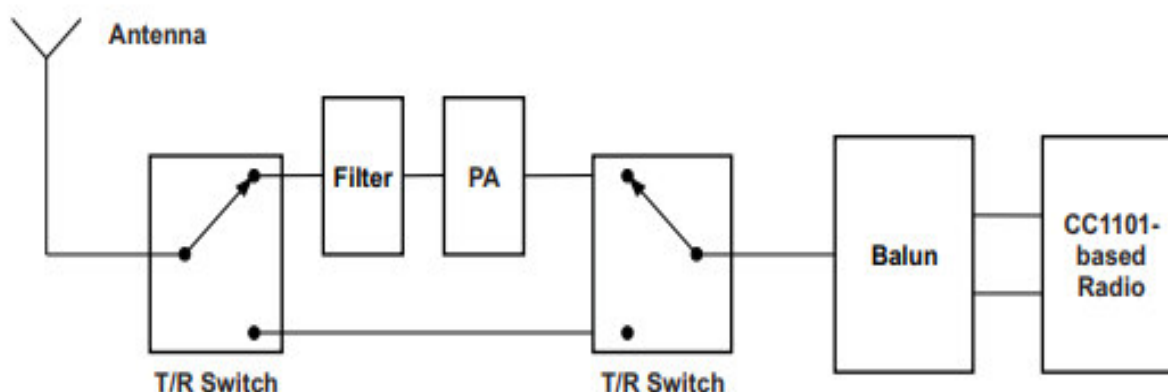 Antenna
Filter
PA
Balun
CC1101-
based
Radio
T/R Switch
T/R Switch